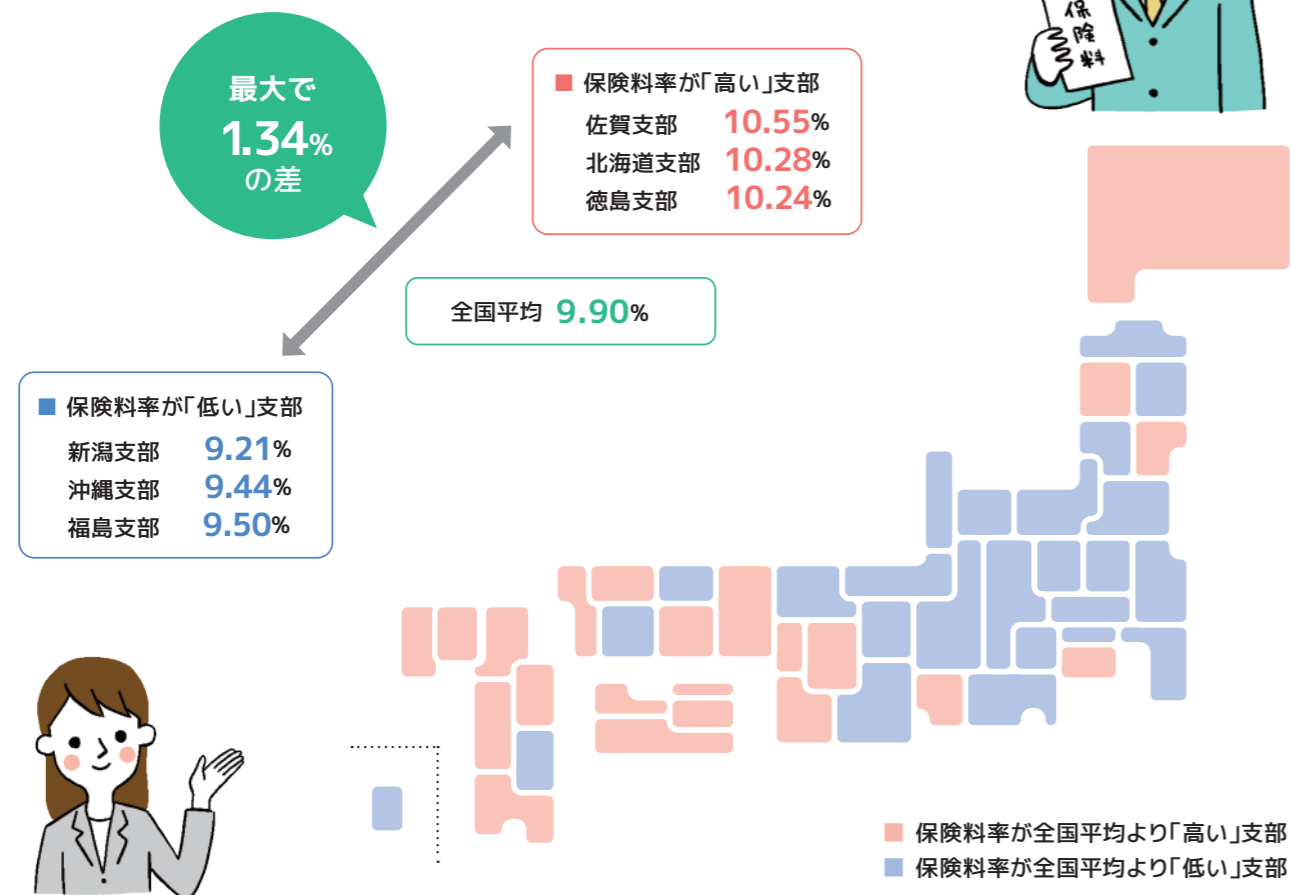 保険料
最大で
1.34%
の差
■ 保険料率が「高い」支部
佐賀支部 10.55%
北海道支部 10.28%
徳島支部 10.24%
全国平均 9.90%
■ 保険料率が「低い」支部
新潟支部 9.21%
沖縄支部 9.44%
福島支部 9.50%
■ 保険料率が全国平均より「高い」支部
■ 保険料率が全国平均より「低い」支部